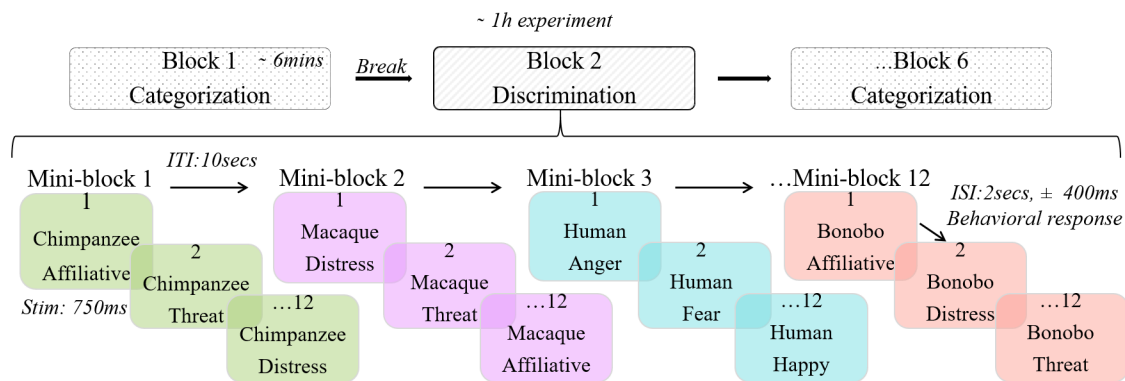 ~ 1h experiment
Block 1 ~ 6mins
Categorization
Break
Block 2
Discrimination
...Block 6
Categorization
ITI:10secs
Mini-block 1
Mini-block 2
Mini-block 3
...Mini-block 12
ISI:2secs, ± 400ms
Behavioral response
1
Chimpanzee
Affiliative
2
Chimpanzee
Threat
...12
Chimpanzee
Distress
Stim: 750ms
1
Macaque
Distress
2
Macaque
Threat
...12
Macaque
Affiliative
1
Human
Anger
2
Human
Fear
...12
Human
Happy
1
Bonobo
Affiliative
2
Bonobo
Distress
...12
Bonobo
Threat